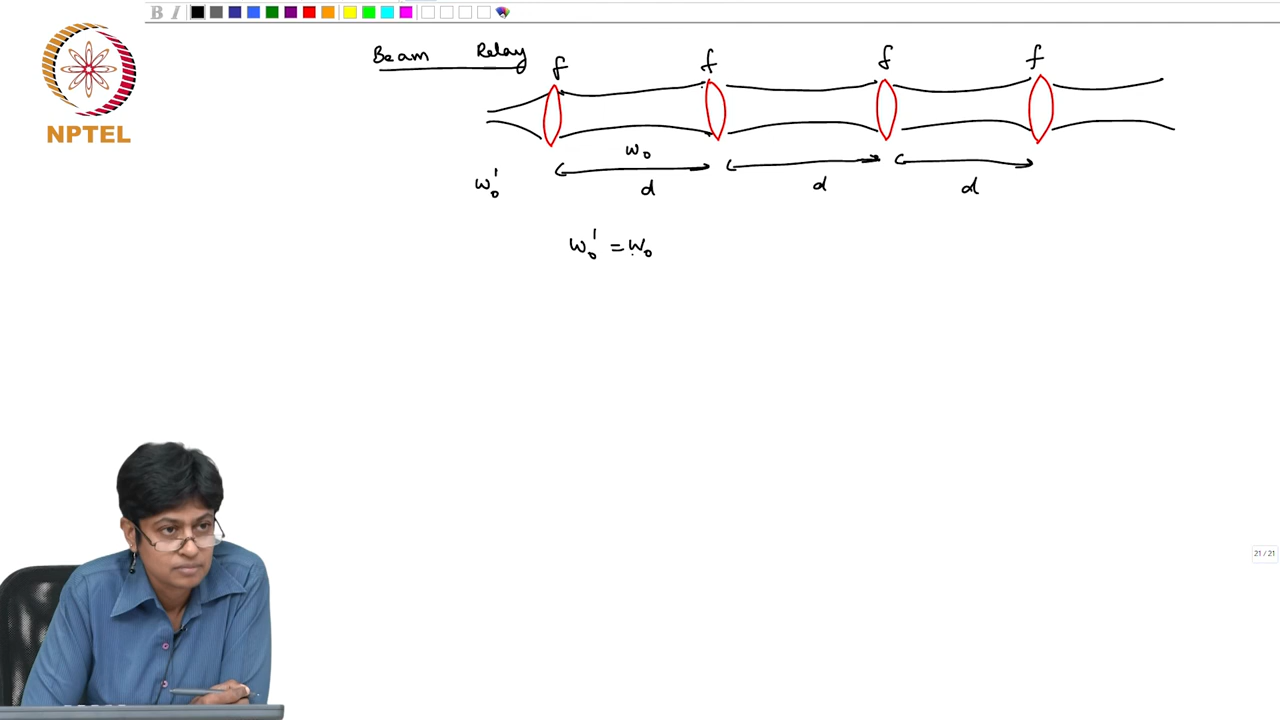 B I
Beam Relay
f f f f
w₀
w₀' d d d
w₀' = w₀
NPTEL
21 / 21